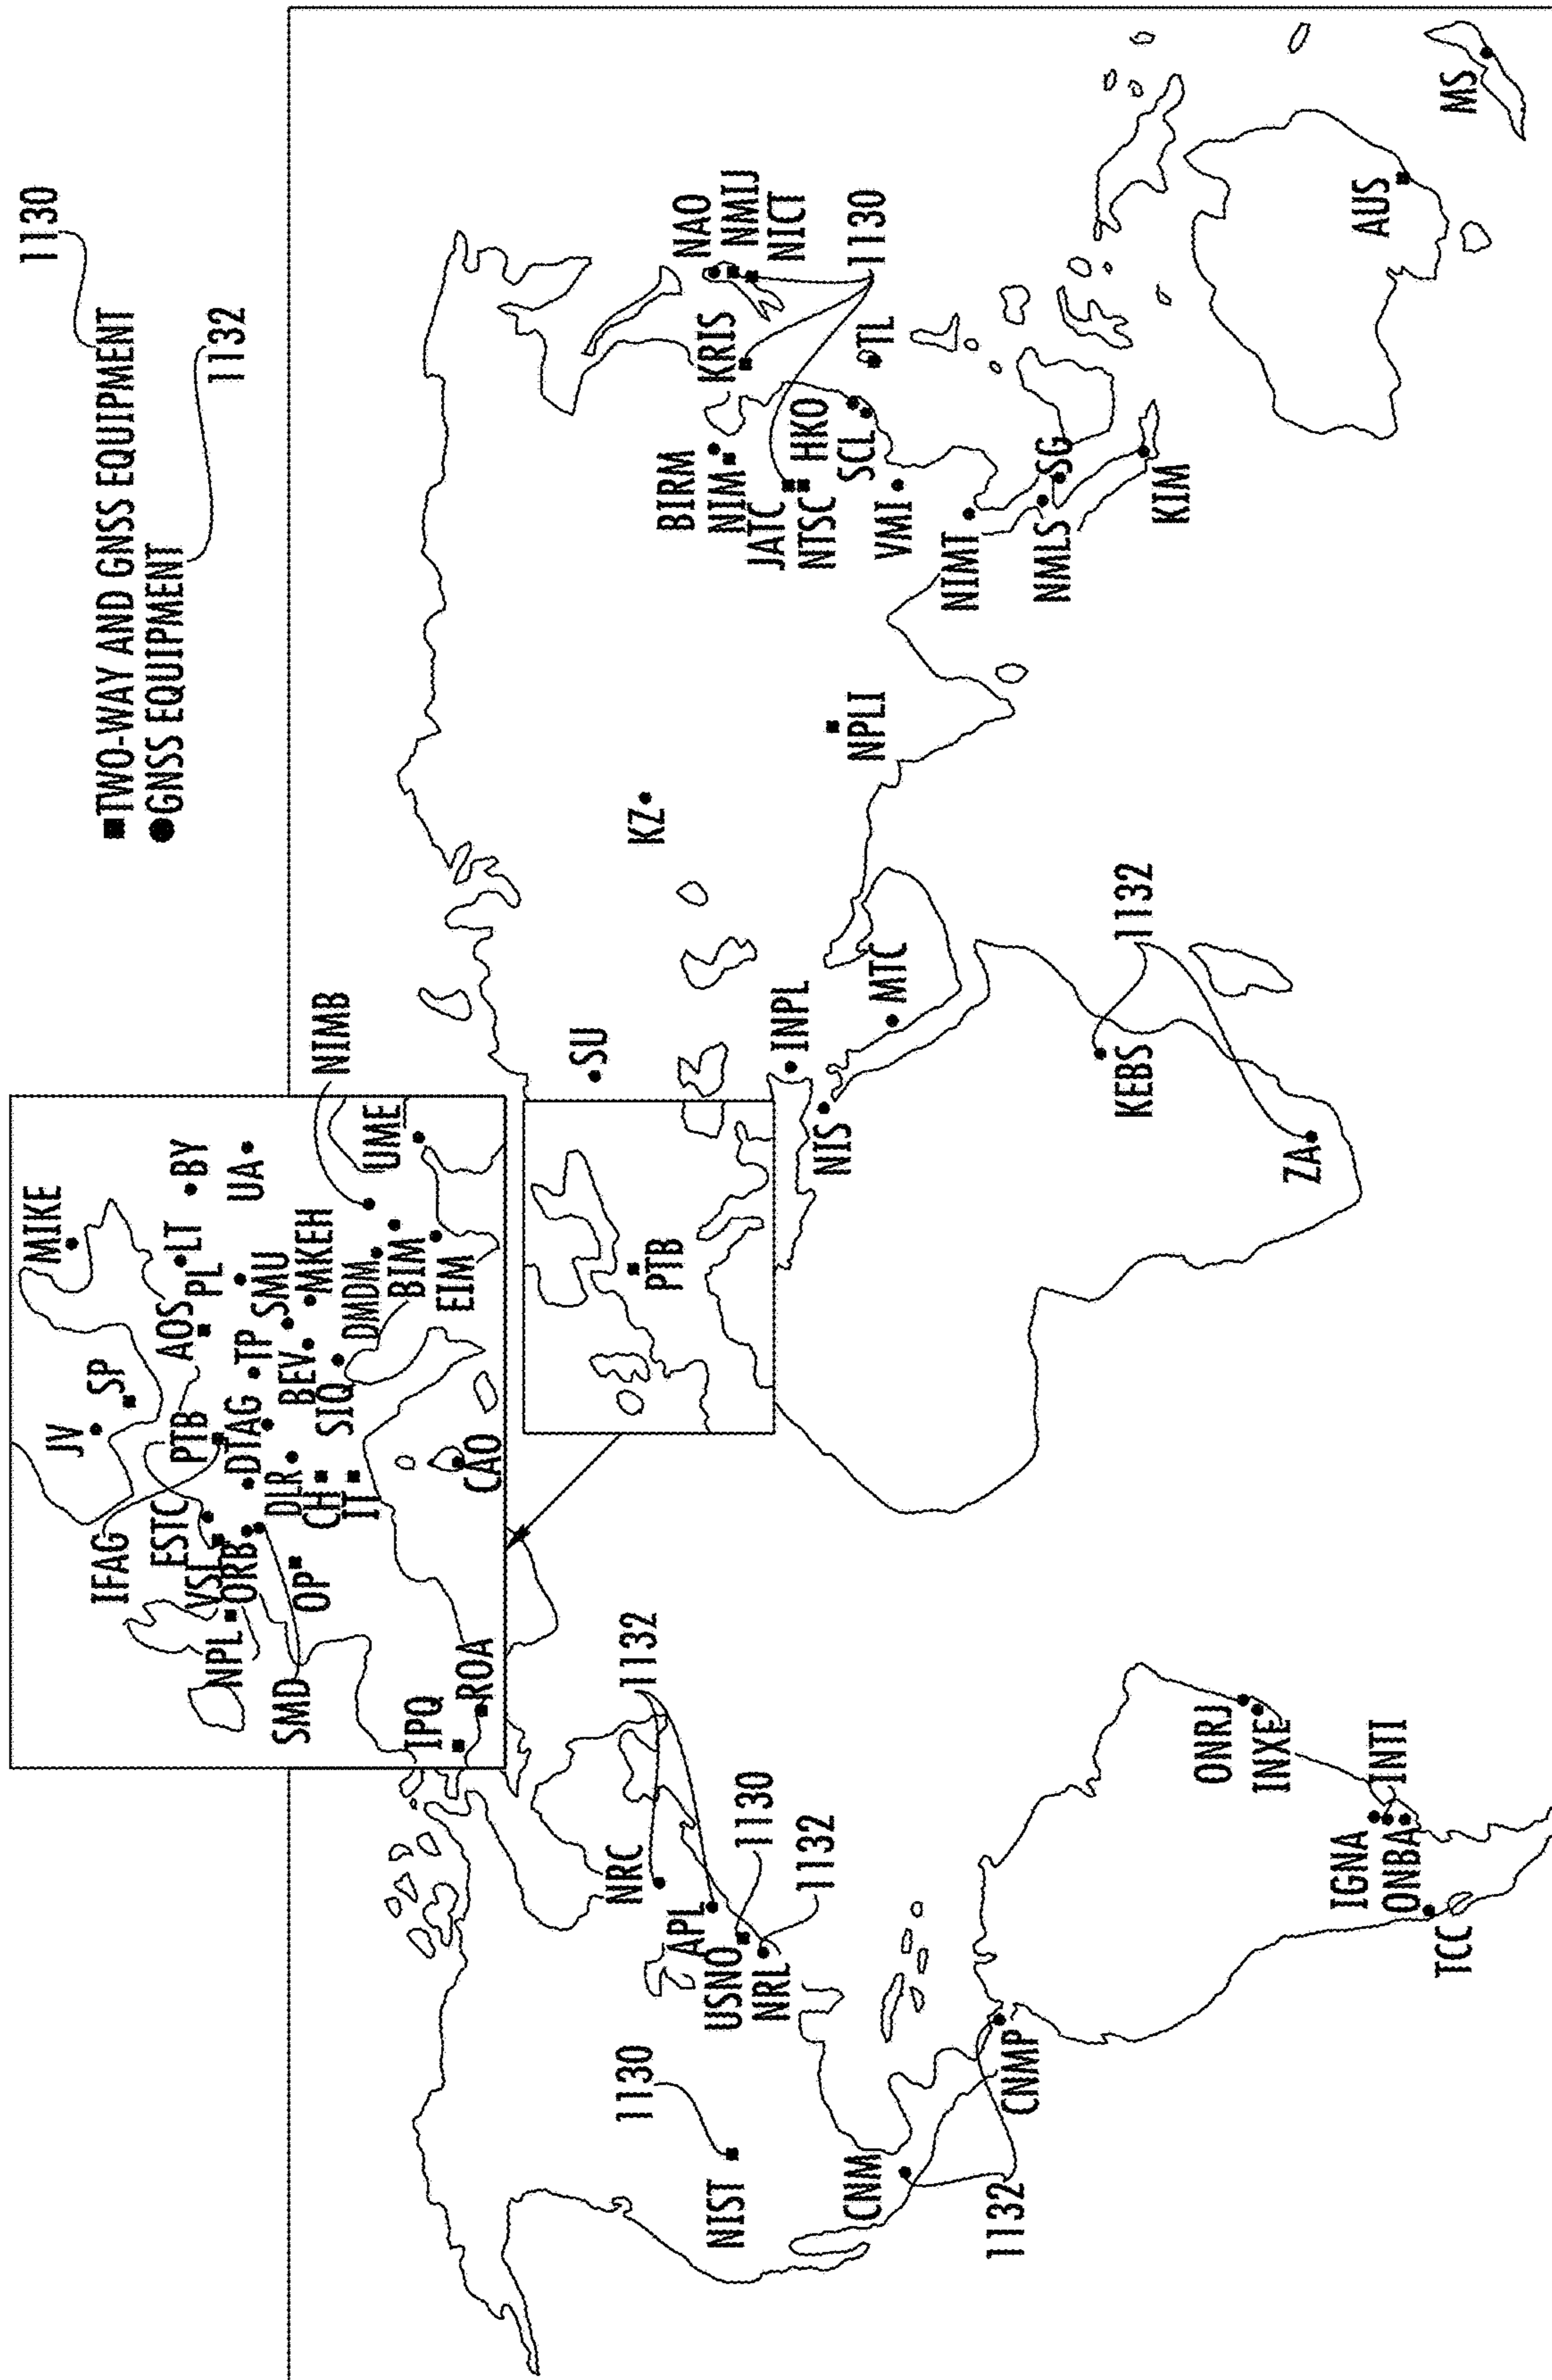 1130
■TWO-WAY AND GNSS EQUIPMENT
●GNSS EQUIPMENT
1132
MIKE
JV
SP
IFAG
ESTC
PTB
AOS
LT
BY
PL
UA
NIMB
VSL
ORB
DTAG
TP
SMU
MKEH
UME
NPL
OP
DLR
BEV
DMDM
BIM
CH
SIQ
EIM
IT
SMD
CAO
IPQ
ROA
PTB
SU
KZ
INPL
NIS
MTC
NPLI
KEBS
1132
ZA
BIRM
NIM
JATC
NTSC
HKO
SCL
KRIS
NAO
NMIJ
NICT
1130
TL
VMI
NIMT
NMLS
SG
KIM
AUS
MS
1132
NRC
APL
1130
USNO
1132
NRL
1130
NIST
CNM
CNMP
1132
ONRJ
INXE
IGNA
INTI
ONBA
TCC